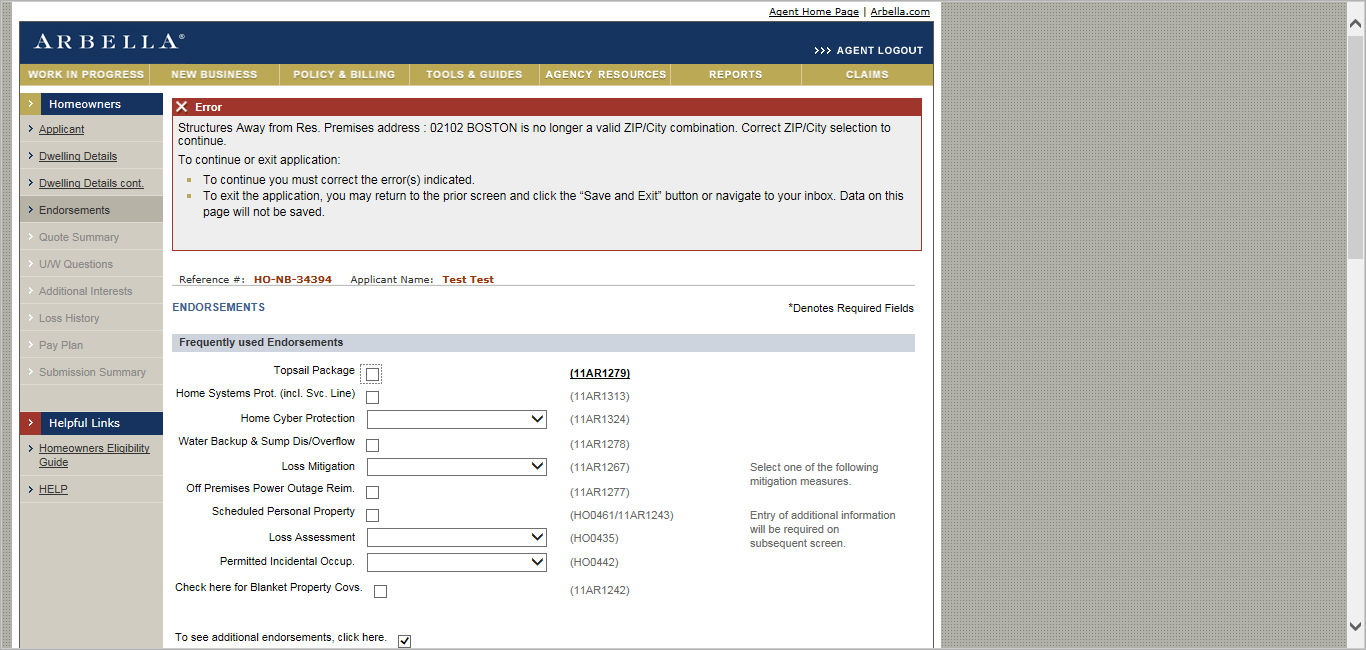 Agent Home Page | Arbella.com
ARBELLA®
>>> AGENT LOGOUT
WORK IN PROGRESS NEW BUSINESS POLICY & BILLING TOOLS & GUIDES AGENCY RESOURCES REPORTS CLAIMS
Homeowners
Applicant
Dwelling Details
Dwelling Details cont.
Endorsements
Quote Summary
U/W Questions
Additional Interests
Loss History
Pay Plan
Submission Summary
Helpful Links
Homeowners Eligibility
Guide
HELP
Error
Structures Away from Res. Premises address : 02102 BOSTON is no longer a valid ZIP/City combination. Correct ZIP/City selection to
continue.
To continue or exit application:
To continue you must correct the error(s) indicated.
To exit the application, you may return to the prior screen and click the “Save and Exit” button or navigate to your inbox. Data on this
page will not be saved.
Reference #: HO-NB-34394 Applicant Name: Test Test
ENDORSEMENTS
*Denotes Required Fields
Frequently used Endorsements
Topsail Package (11AR1279)
Home Systems Prot. (incl. Svc. Line) (11AR1313)
Home Cyber Protection (11AR1324)
Water Backup & Sump Dis/Overflow (11AR1278)
Loss Mitigation (11AR1267) Select one of the following
mitigation measures.
Off Premises Power Outage Reim. (11AR1277)
Scheduled Personal Property (HO0461/11AR1243) Entry of additional information
will be required on
subsequent screen.
Loss Assessment (HO0435)
Permitted Incidental Occup. (HO0442)
Check here for Blanket Property Covs. (11AR1242)
To see additional endorsements, click here.